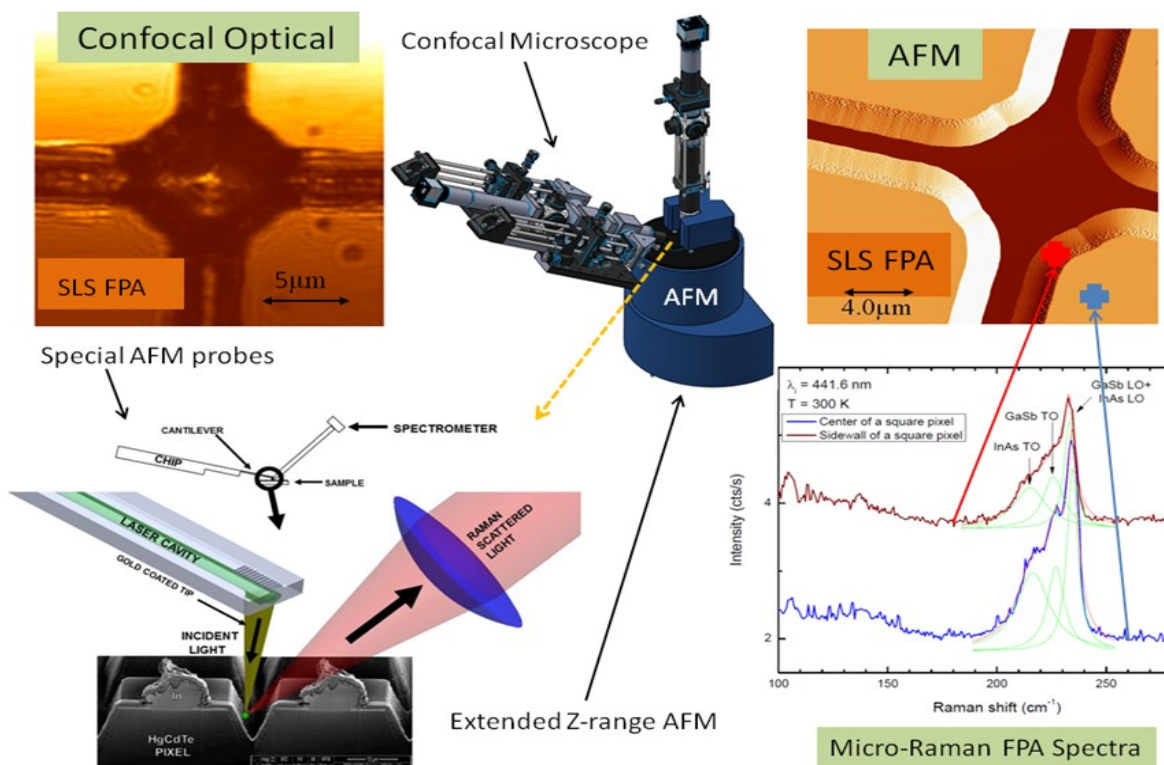 Confocal Optical
SLS FPA
5μm
Confocal Microscope
AFM
AFM
SLS FPA
4.0μm
Special AFM probes
CANTILEVER
CHIP
SPECTROMETER
SAMPLE
LASER CAVITY
GOLD COATED TIP
INCIDENT
LIGHT
RAMAN
SCATTERED
LIGHT
In
HgCdTe
PIXEL
Extended Z-range AFM
λi = 441.6 nm
T = 300 K
Center of a square pixel
Sidewall of a square pixel
GaSb LO+
InAs LO
GaSb TO
InAs TO
Intensity (cts/s)
4
2
100
150
200
250
Raman shift (cm-1)
Micro-Raman FPA Spectra